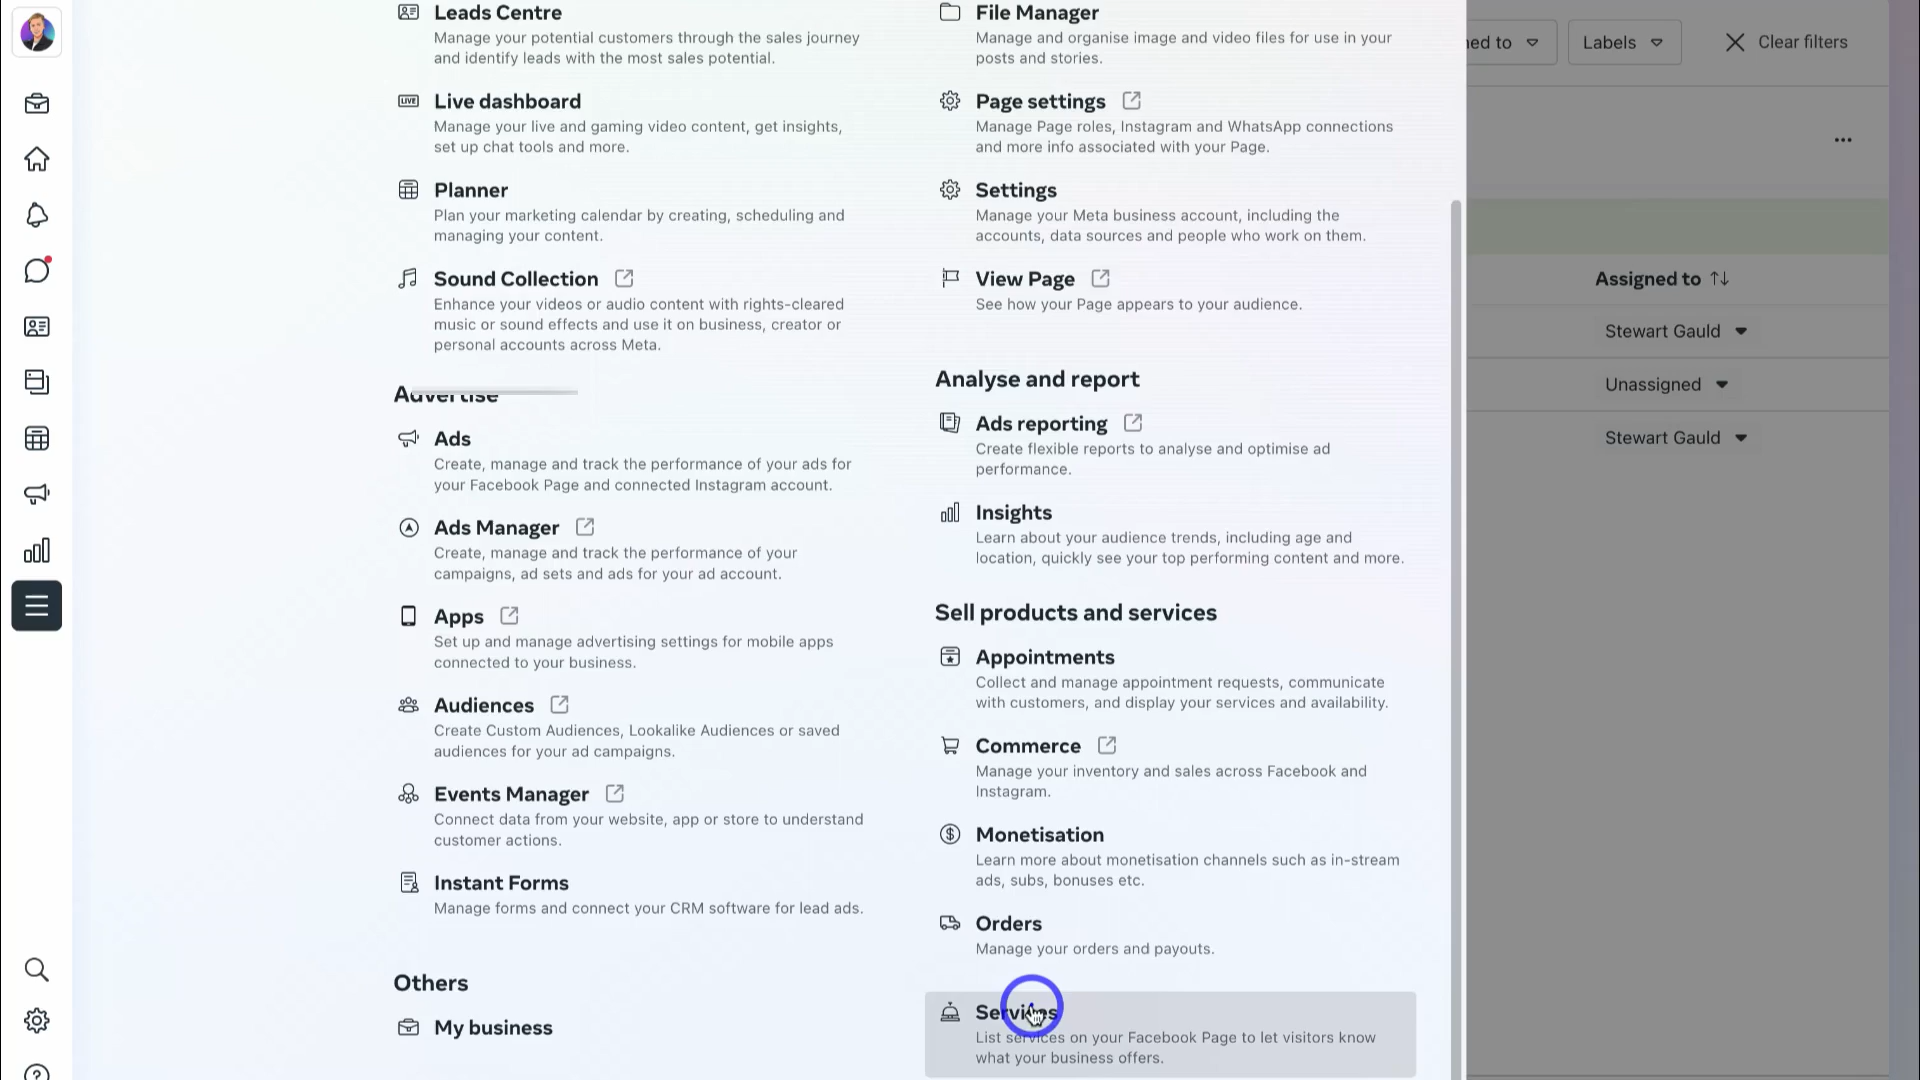 Leads Centre
Manage your potential customers through the sales journey
and identify leads with the most sales potential.
LIVE
Live dashboard
Manage your live and gaming video content, get insights,
set up chat tools and more.
Planner
Plan your marketing calendar by creating, scheduling and
managing your content.
Sound Collection
Enhance your videos or audio content with rights-cleared
music or sound effects and use it on business, creator or
personal accounts across Meta.
Advertise
Ads
Create, manage and track the performance of your ads for
your Facebook Page and connected Instagram account.
Ads Manager
Create, manage and track the performance of your
campaigns, ad sets and ads for your ad account.
Apps
Set up and manage advertising settings for mobile apps
connected to your business.
Audiences
Create Custom Audiences, Lookalike Audiences or saved
audiences for your ad campaigns.
Events Manager
Connect data from your website, app or store to understand
customer actions.
Instant Forms
Manage forms and connect your CRM software for lead ads.
Others
My business
File Manager
Manage and organise image and video files for use in your
posts and stories.
Page settings
Manage Page roles, Instagram and WhatsApp connections
and more info associated with your Page.
Settings
Manage your Meta business account, including the
accounts, data sources and people who work on them.
View Page
See how your Page appears to your audience.
Analyse and report
Ads reporting
Create flexible reports to analyse and optimise ad
performance.
Insights
Learn about your audience trends, including age and
location, quickly see your top performing content and more.
Sell products and services
Appointments
Collect and manage appointment requests, communicate
with customers, and display your services and availability.
Commerce
Manage your inventory and sales across Facebook and
Instagram.
Monetisation
Learn more about monetisation channels such as in-stream
ads, subs, bonuses etc.
Orders
Manage your orders and payouts.
Services
List services on your Facebook Page to let visitors know
what your business offers.
ned to
Labels
Clear filters
Assigned to
Stewart Gauld
Unassigned
Stewart Gauld